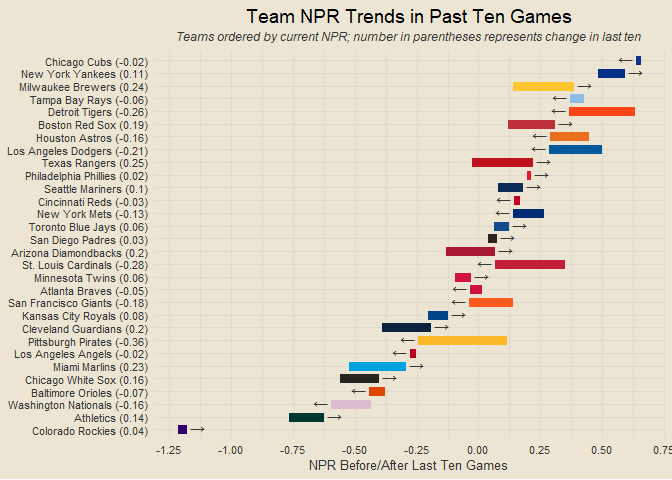 Team NPR Trends in Past Ten Games
Teams ordered by current NPR; number in parentheses represents change in last ten
Chicago Cubs (-0.02)
New York Yankees (0.11)
Milwaukee Brewers (0.24)
Tampa Bay Rays (-0.06)
Detroit Tigers (-0.26)
Boston Red Sox (0.19)
Houston Astros (-0.16)
Los Angeles Dodgers (-0.21)
Texas Rangers (0.25)
Philadelphia Phillies (0.02)
Seattle Mariners (0.1)
Cincinnati Reds (-0.03)
New York Mets (-0.13)
Toronto Blue Jays (0.06)
San Diego Padres (0.03)
Arizona Diamondbacks (0.2)
St. Louis Cardinals (-0.28)
Minnesota Twins (0.06)
Atlanta Braves (-0.05)
San Francisco Giants (-0.18)
Kansas City Royals (0.08)
Cleveland Guardians (0.2)
Pittsburgh Pirates (-0.36)
Los Angeles Angels (-0.02)
Miami Marlins (0.23)
Chicago White Sox (0.16)
Baltimore Orioles (-0.07)
Washington Nationals (-0.16)
Athletics (0.14)
Colorado Rockies (0.04)
-1.25 -1.00 -0.75 -0.50 -0.25 0.00 0.25 0.50 0.75
NPR Before/After Last Ten Games